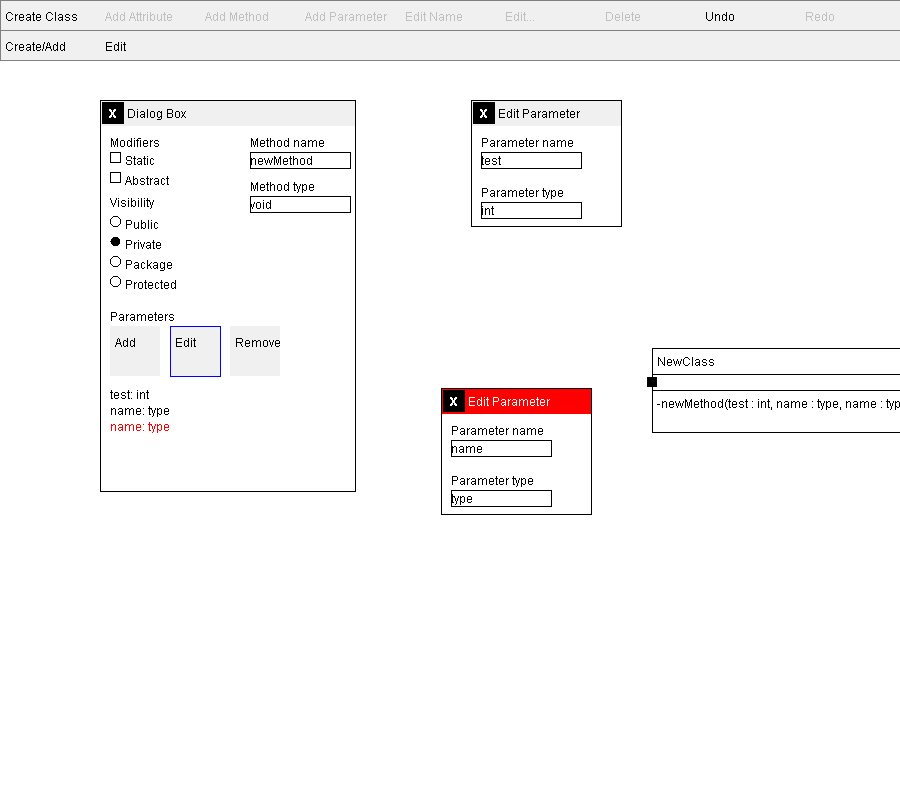 Create Class Add Attribute Add Method Add Parameter Edit Name Edit... Delete Undo Redo
Create/Add Edit
X Dialog Box
Modifiers
Static
Abstract
Visibility
Public
Private
Package
Protected
Method name
newMethod
Method type
void
Parameters
Add Edit Remove
test: int
name: type
name: type
X Edit Parameter
Parameter name
test
Parameter type
int
X Edit Parameter
Parameter name
name
Parameter type
type
NewClass
-newMethod(test : int, name : type, name : typ